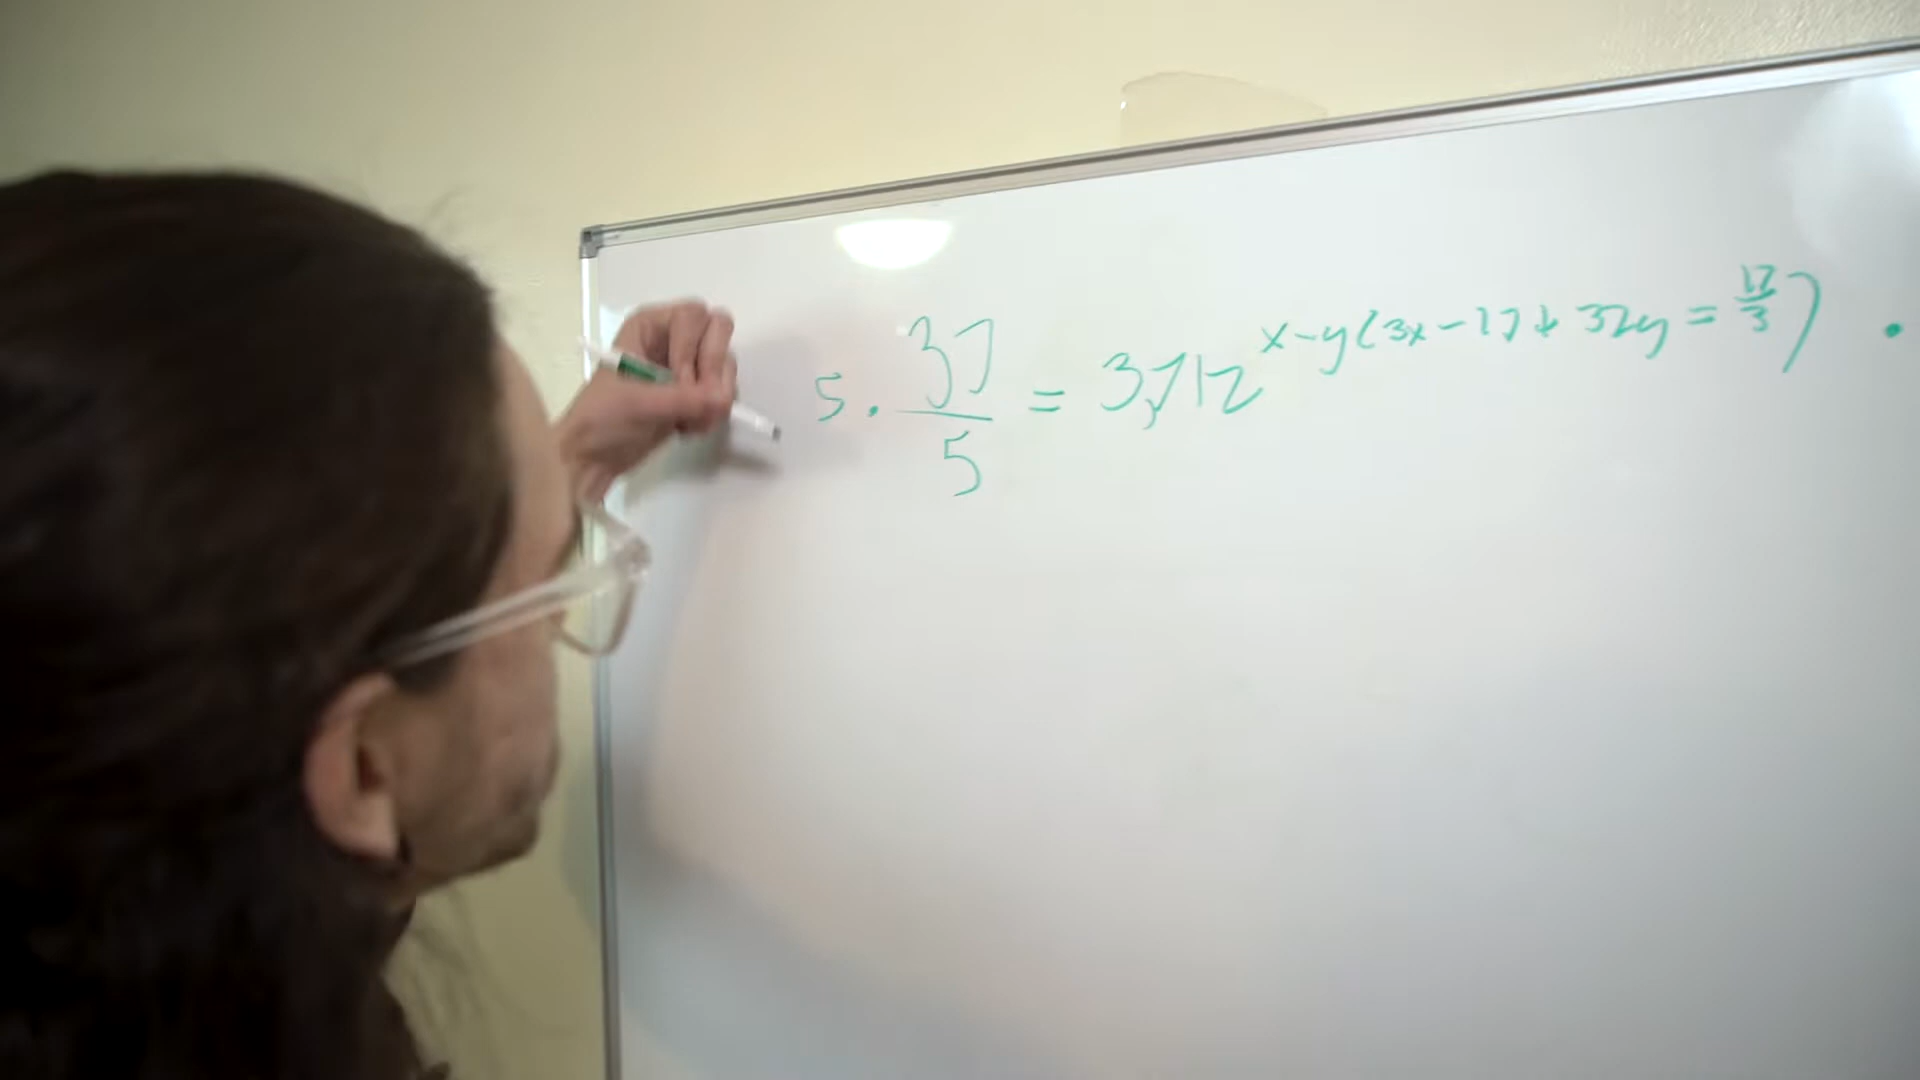 5 · 37/5 = 3,712^x-y(3x-17+32y=17/3) ·